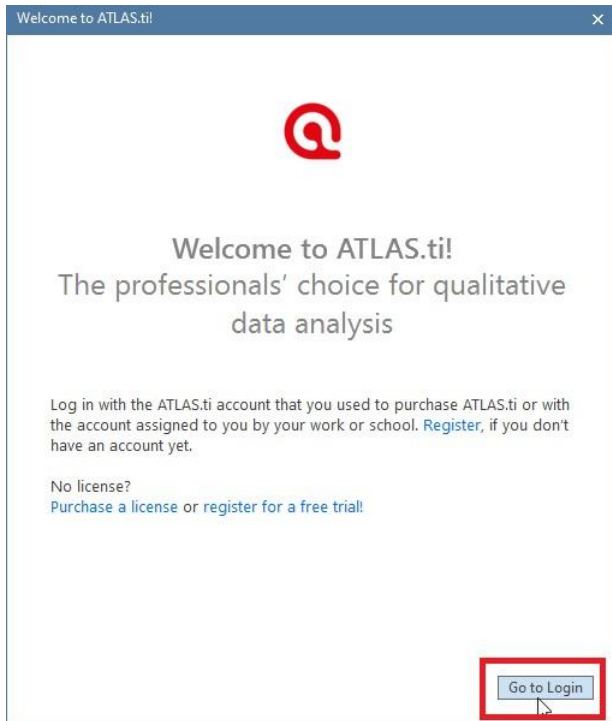 Welcome to ATLAS.ti!
Welcome to ATLAS.ti!
The professionals’ choice for qualitative
data analysis
Log in with the ATLAS.ti account that you used to purchase ATLAS.ti or with
the account assigned to you by your work or school. Register, if you don't
have an account yet.
No license?
Purchase a license or register for a free trial!
Go to Login